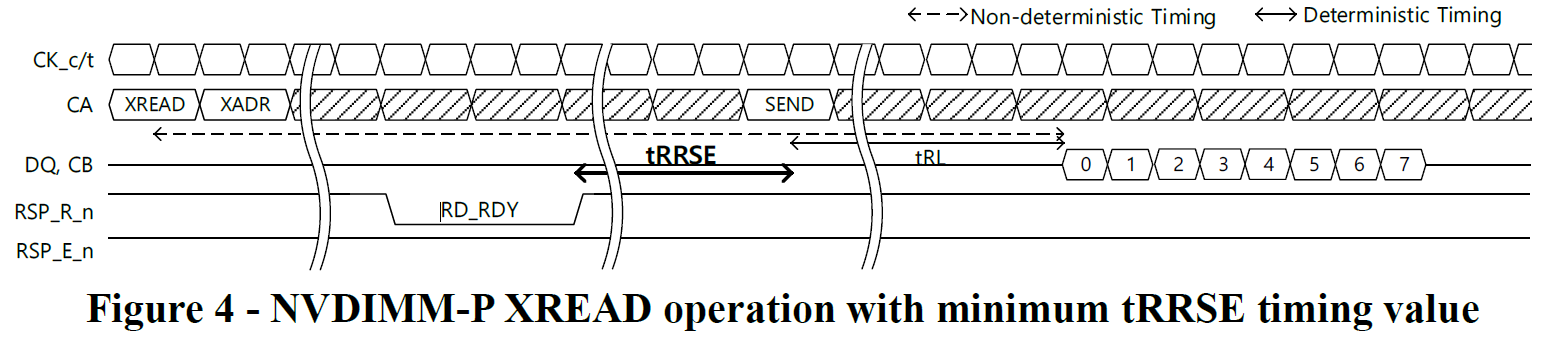 Non-deterministic Timing Deterministic Timing
CK_c/t
CA XREAD XADR SEND
tRRSE
tRL
DQ, CB 0 1 2 3 4 5 6 7
RSP_R_n RD_RDY
RSP_E_n
Figure 4 - NVDIMM-P XREAD operation with minimum tRRSE timing value